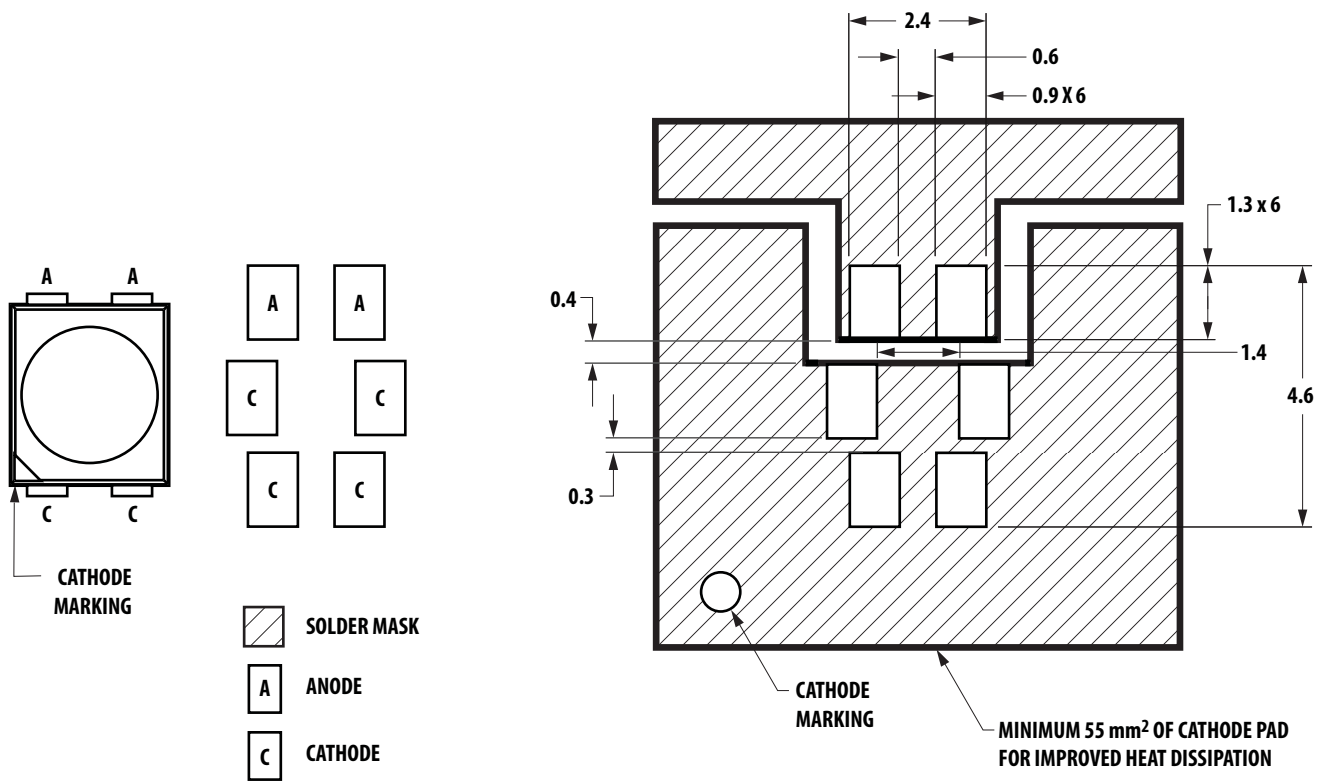 2.4
0.6
0.9 X 6
1.3 x 6
0.4
1.4
4.6
0.3
A A
A A
C C
C C
C C
CATHODE
MARKING
SOLDER MASK
A ANODE
C CATHODE
CATHODE
MARKING
MINIMUM 55 mm² OF CATHODE PAD
FOR IMPROVED HEAT DISSIPATION